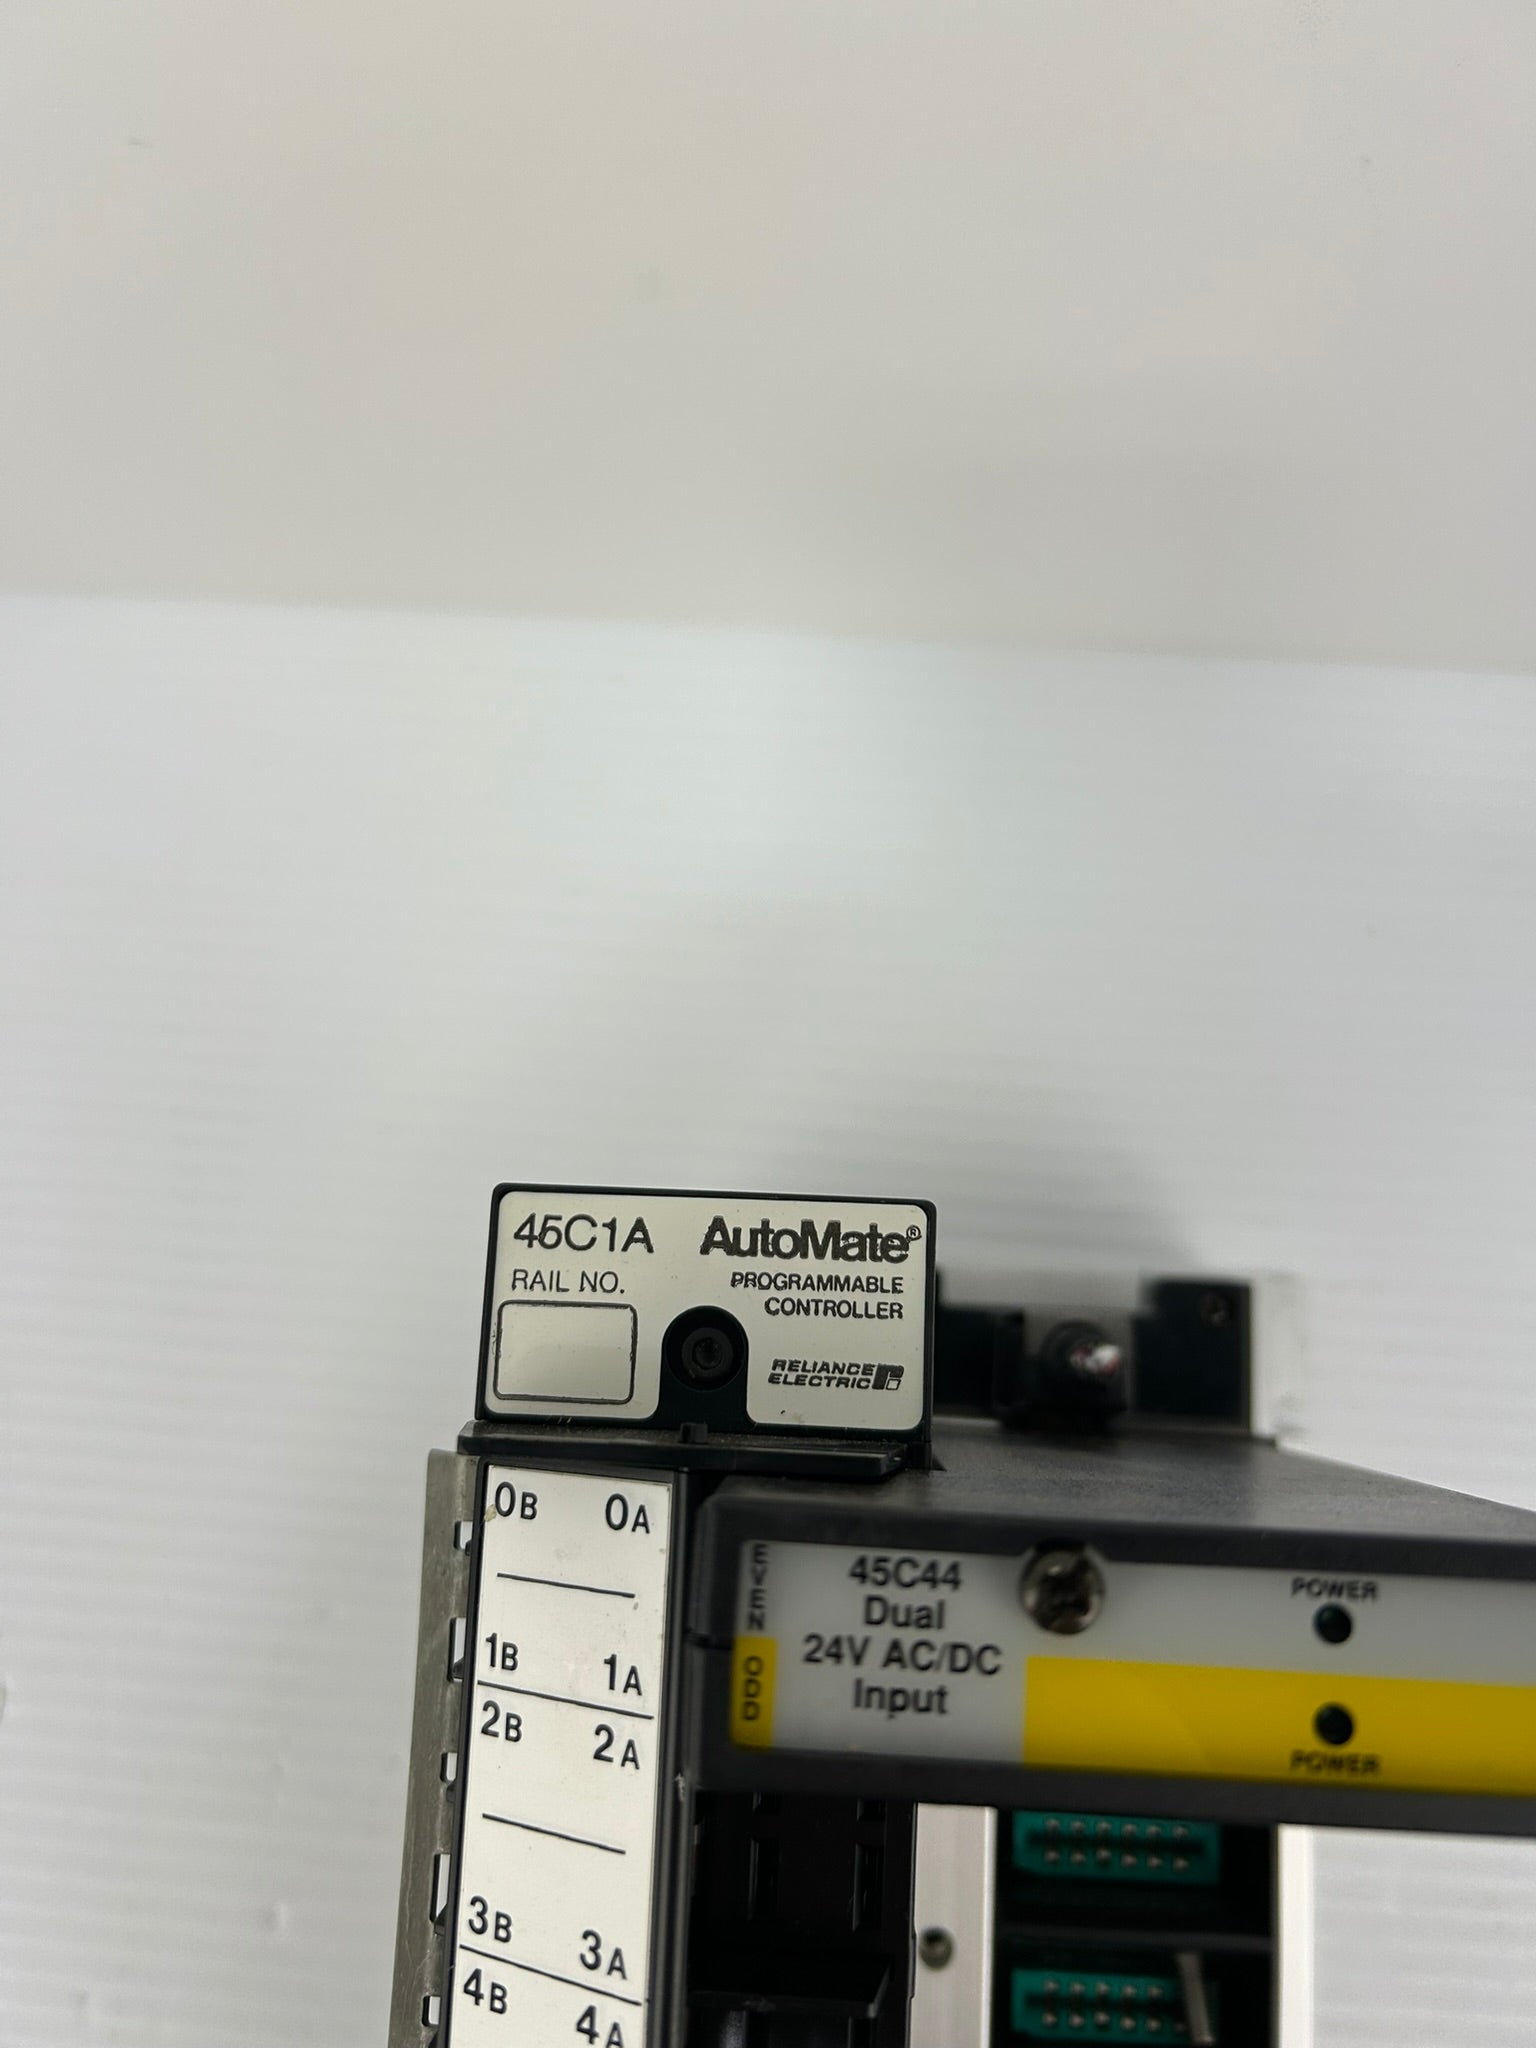 45C1A AutoMate®
RAIL NO. PROGRAMMABLE
CONTROLLER
RELIANCE
ELECTRIC
0B 0A
1B 1A
2B 2A
3B 3A
4B 4A
EVEN
ODD
45C44
Dual
24V AC/DC
Input
POWER
POWER